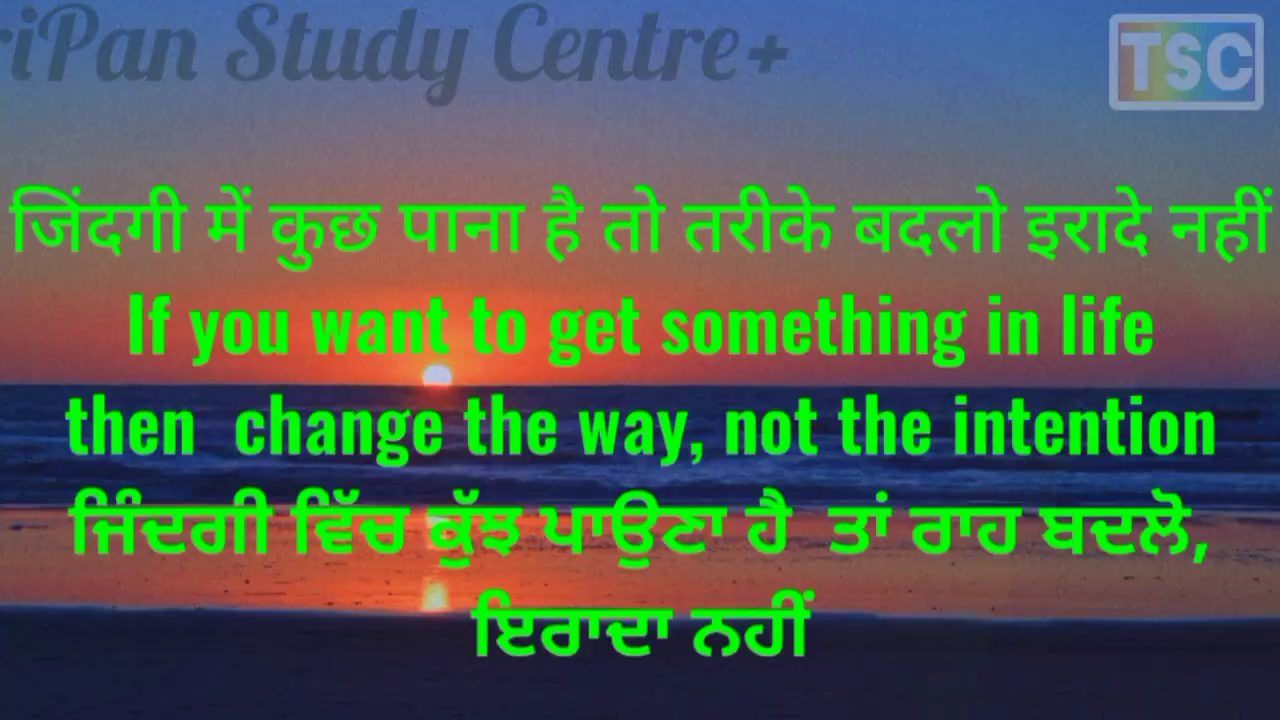 Study Centre+
TSC
जिंदगी में कुछ पाना है तो तरीके बदलो इरादे नहीं
If you want to get something in life
then change the way, not the intention
ਜਿੰਦਗੀ ਵਿੱਚ ਕੁੱਝ ਪਾਉਣਾ ਹੈ ਤਾਂ ਰਾਹ ਬਦਲੋ,
ਇਰਾਦਾ ਨਹੀਂ